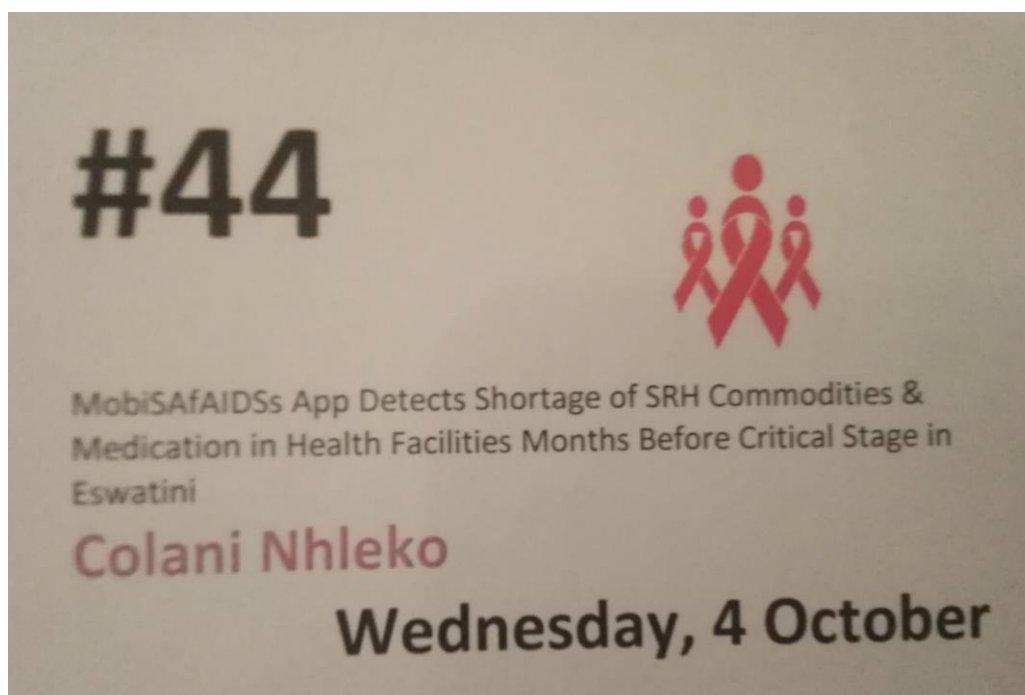 #44
MobiSAfAIDSs App Detects Shortage of SRH Commodities &
Medication in Health Facilities Months Before Critical Stage in
Eswatini
Colani Nhleko
Wednesday, 4 October